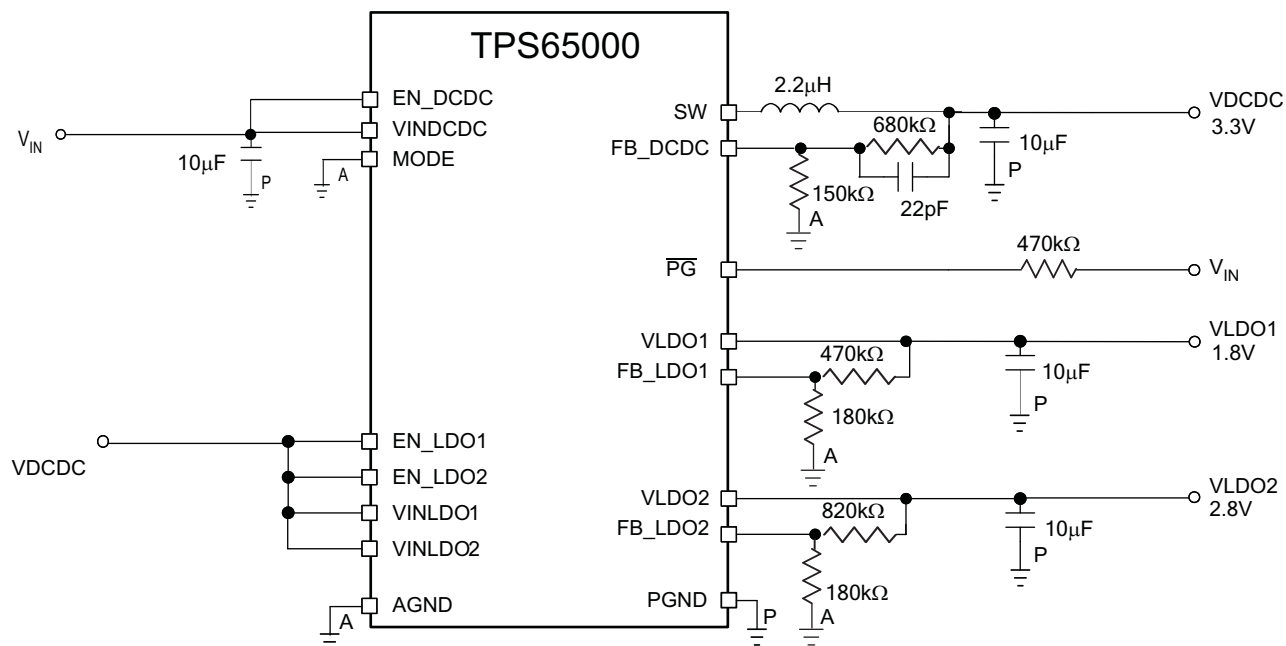 TPS65000
EN_DCDC
VINDCDC
MODE
VIN
10μF
P
A
VDCDC
EN_LDO1
EN_LDO2
VINLDO1
VINLDO2
AGND
A
SW
2.2μH
VDCDC
3.3V
FB_DCDC
680kΩ
10μF
P
150kΩ
22pF
A
PG
470kΩ
VIN
VLDO1
VLDO1
1.8V
FB_LDO1
470kΩ
10μF
P
180kΩ
A
VLDO2
VLDO2
2.8V
FB_LDO2
820kΩ
10μF
P
180kΩ
A
PGND
P